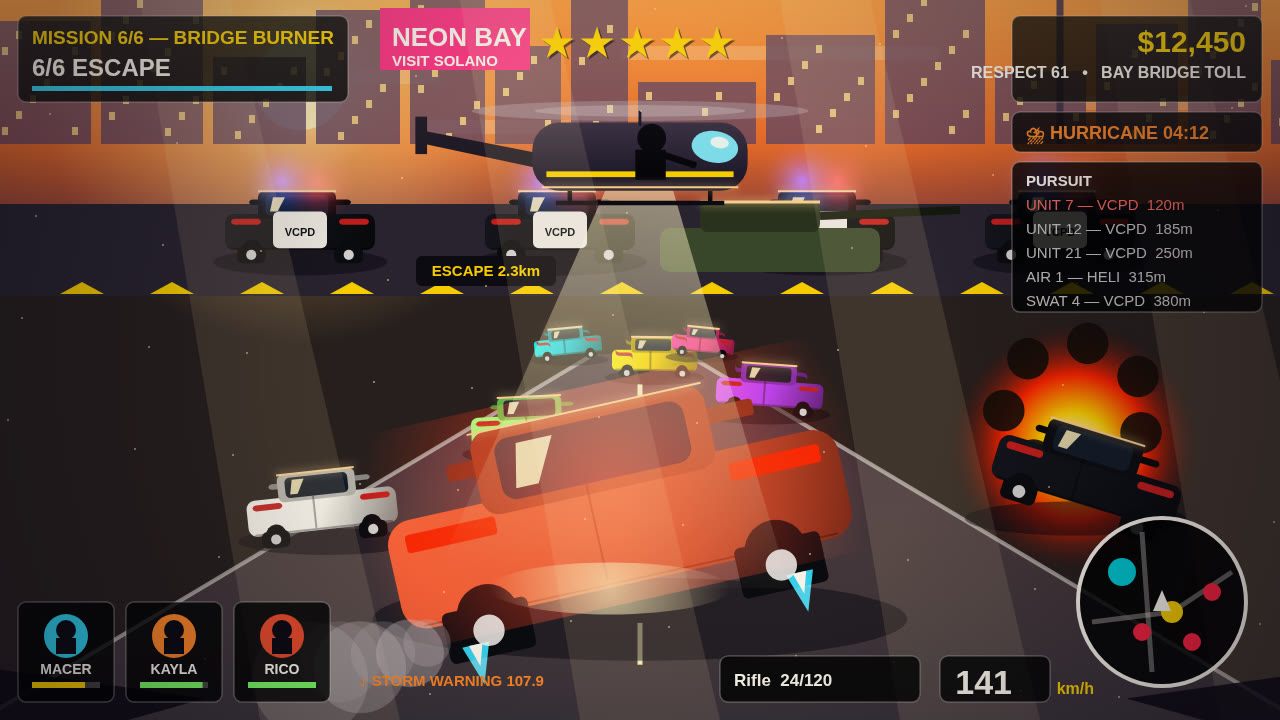 MISSION 6/6 — BRIDGE BURNER
6/6 ESCAPE
NEON BAY
VISIT SOLANO
★★★★★
$12,450
RESPECT 61 • BAY BRIDGE TOLL
⛈ HURRICANE 04:12
PURSUIT
UNIT 7 — VCPD 120m
UNIT 12 — VCPD 185m
UNIT 21 — VCPD 250m
AIR 1 — HELI 315m
SWAT 4 — VCPD 380m
VCPD
VCPD
ESCAPE 2.3km
MACER
KAYLA
RICO
STORM WARNING 107.9
Rifle 24/120
141 km/h